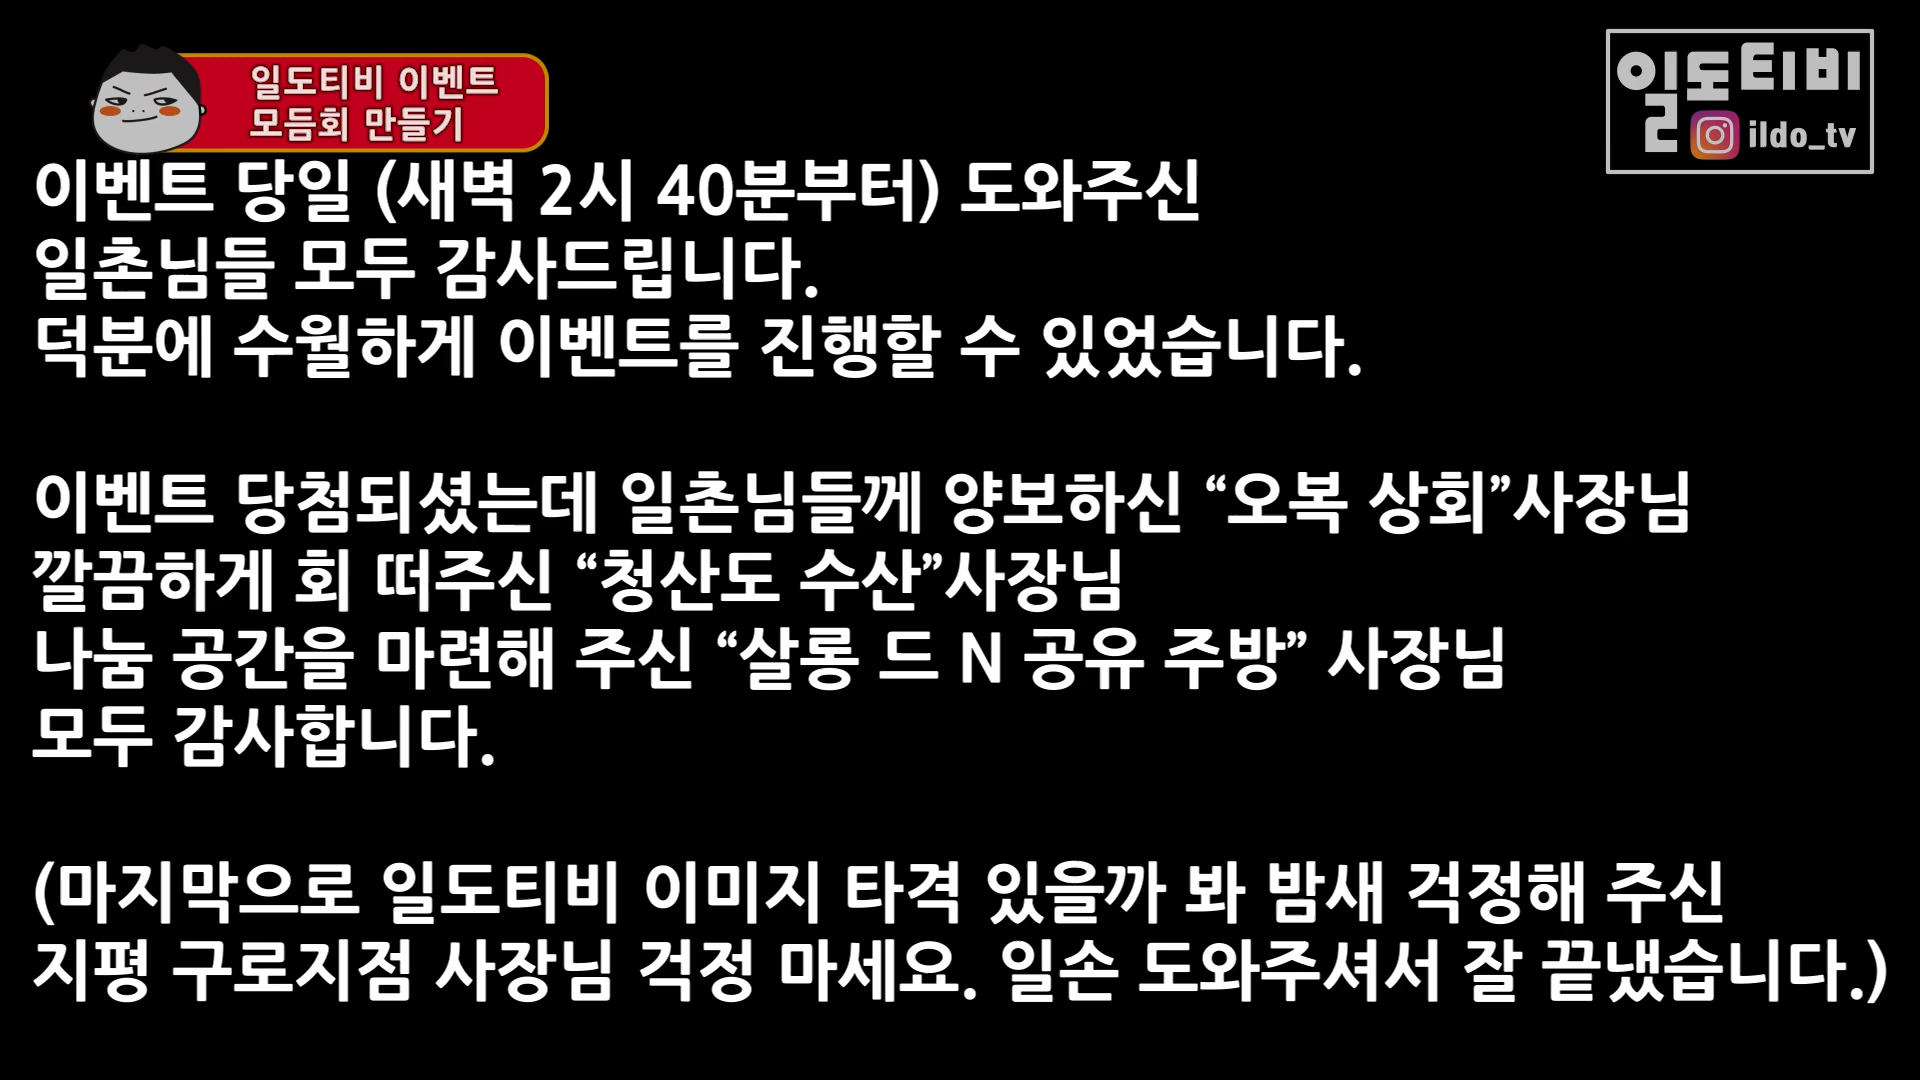 일도티비 이벤트
모듬회 만들기
일도티비
ildo_tv
이벤트 당일 (새벽 2시 40분부터) 도와주신
일촌님들 모두 감사드립니다.
덕분에 수월하게 이벤트를 진행할 수 있었습니다.
이벤트 당첨되셨는데 일촌님들께 양보하신 “오복 상회”사장님
깔끔하게 회 떠주신 “청산도 수산”사장님
나눔 공간을 마련해 주신 “살롱 드 N 공유 주방” 사장님
모두 감사합니다.
(마지막으로 일도티비 이미지 타격 있을까 봐 밤새 걱정해 주신
지평 구로지점 사장님 걱정 마세요. 일손 도와주셔서 잘 끝냈습니다.)